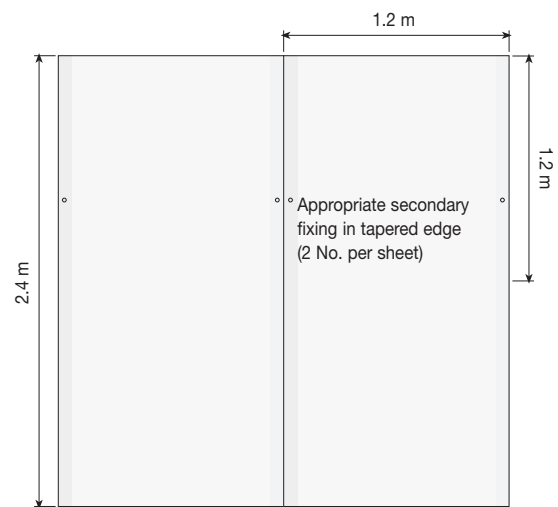 1.2 m
1.2 m
Appropriate secondary
fixing in tapered edge
(2 No. per sheet)
2.4 m